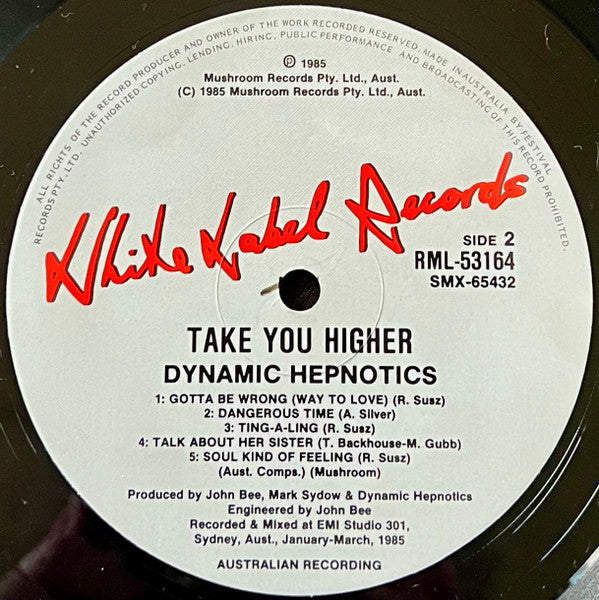 ALL RIGHTS OF THE RECORD PRODUCER AND OWNER OF THE WORK RECORDED RESERVED. MADE IN AUSTRALIA BY FESTIVAL
RECORDS PTY. LTD. UNAUTHORIZED COPYING, LENDING, HIRING, PUBLIC PERFORMANCE AND BROADCASTING OF THIS RECORD PROHIBITED.
Ⓟ 1985
Mushroom Records Pty. Ltd., Aust.
(C) 1985 Mushroom Records Pty. Ltd., Aust.
White Label Records
SIDE 2
RML-53164
SMX-65432
TAKE YOU HIGHER
DYNAMIC HEPNOTICS
1: GOTTA BE WRONG (WAY TO LOVE) (R. Susz)
2: DANGEROUS TIME (A. Silver)
3: TING-A-LING (R. Susz)
4: TALK ABOUT HER SISTER (T. Backhouse-M. Gubb)
5: SOUL KIND OF FEELING (R. Susz)
(Aust. Comps.) (Mushroom)
Produced by John Bee, Mark Sydow & Dynamic Hepnotics
Engineered by John Bee
Recorded & Mixed at EMI Studio 301,
Sydney, Aust., January-March, 1985
AUSTRALIAN RECORDING